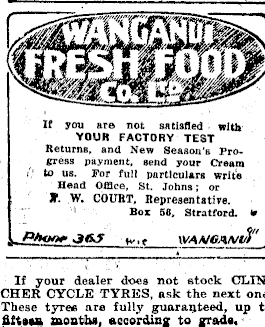 WANGANUI
FRESH FOOD
CO. LD.
If you are not satisfied with
YOUR FACTORY TEST
Returns, and New Season's Pro-
gress payment, send your Cream
to us. For full particulars write
Head Office, St. Johns; or
F. W. COURT, Representative.
Box 56, Stratford.
Phone 365 WANGANUI
If your dealer does not stock CLIN
CHER CYCLE TYRES, ask the next one
These tyres are fully guaranteed, up t
fifteen months, according to grade.